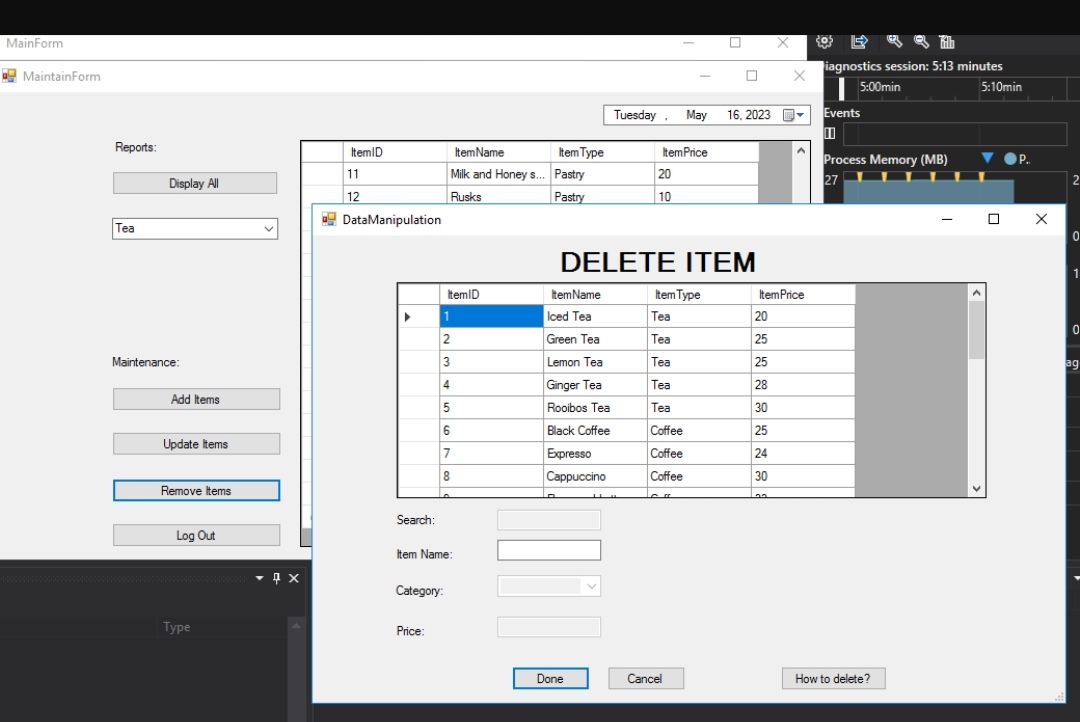 MainForm
MaintainForm
Diagnostics session: 5:13 minutes
5:00min 5:10min
Events
Process Memory (MB) P..
27 2
Tuesday , May 16, 2023
Reports:
Display All
Tea
ItemID ItemName ItemType ItemPrice
11 Milk and Honey s... Pastry 20
12 Rusks Pastry 10
Maintenance:
Add Items
Update Items
Remove Items
Log Out
DataManipulation
DELETE ITEM
ItemID ItemName ItemType ItemPrice
1 Iced Tea Tea 20
2 Green Tea Tea 25
3 Lemon Tea Tea 25
4 Ginger Tea Tea 28
5 Rooibos Tea Tea 30
6 Black Coffee Coffee 25
7 Expresso Coffee 24
8 Cappuccino Coffee 30
Search:
Item Name:
Category:
Price:
Done Cancel How to delete?
Type